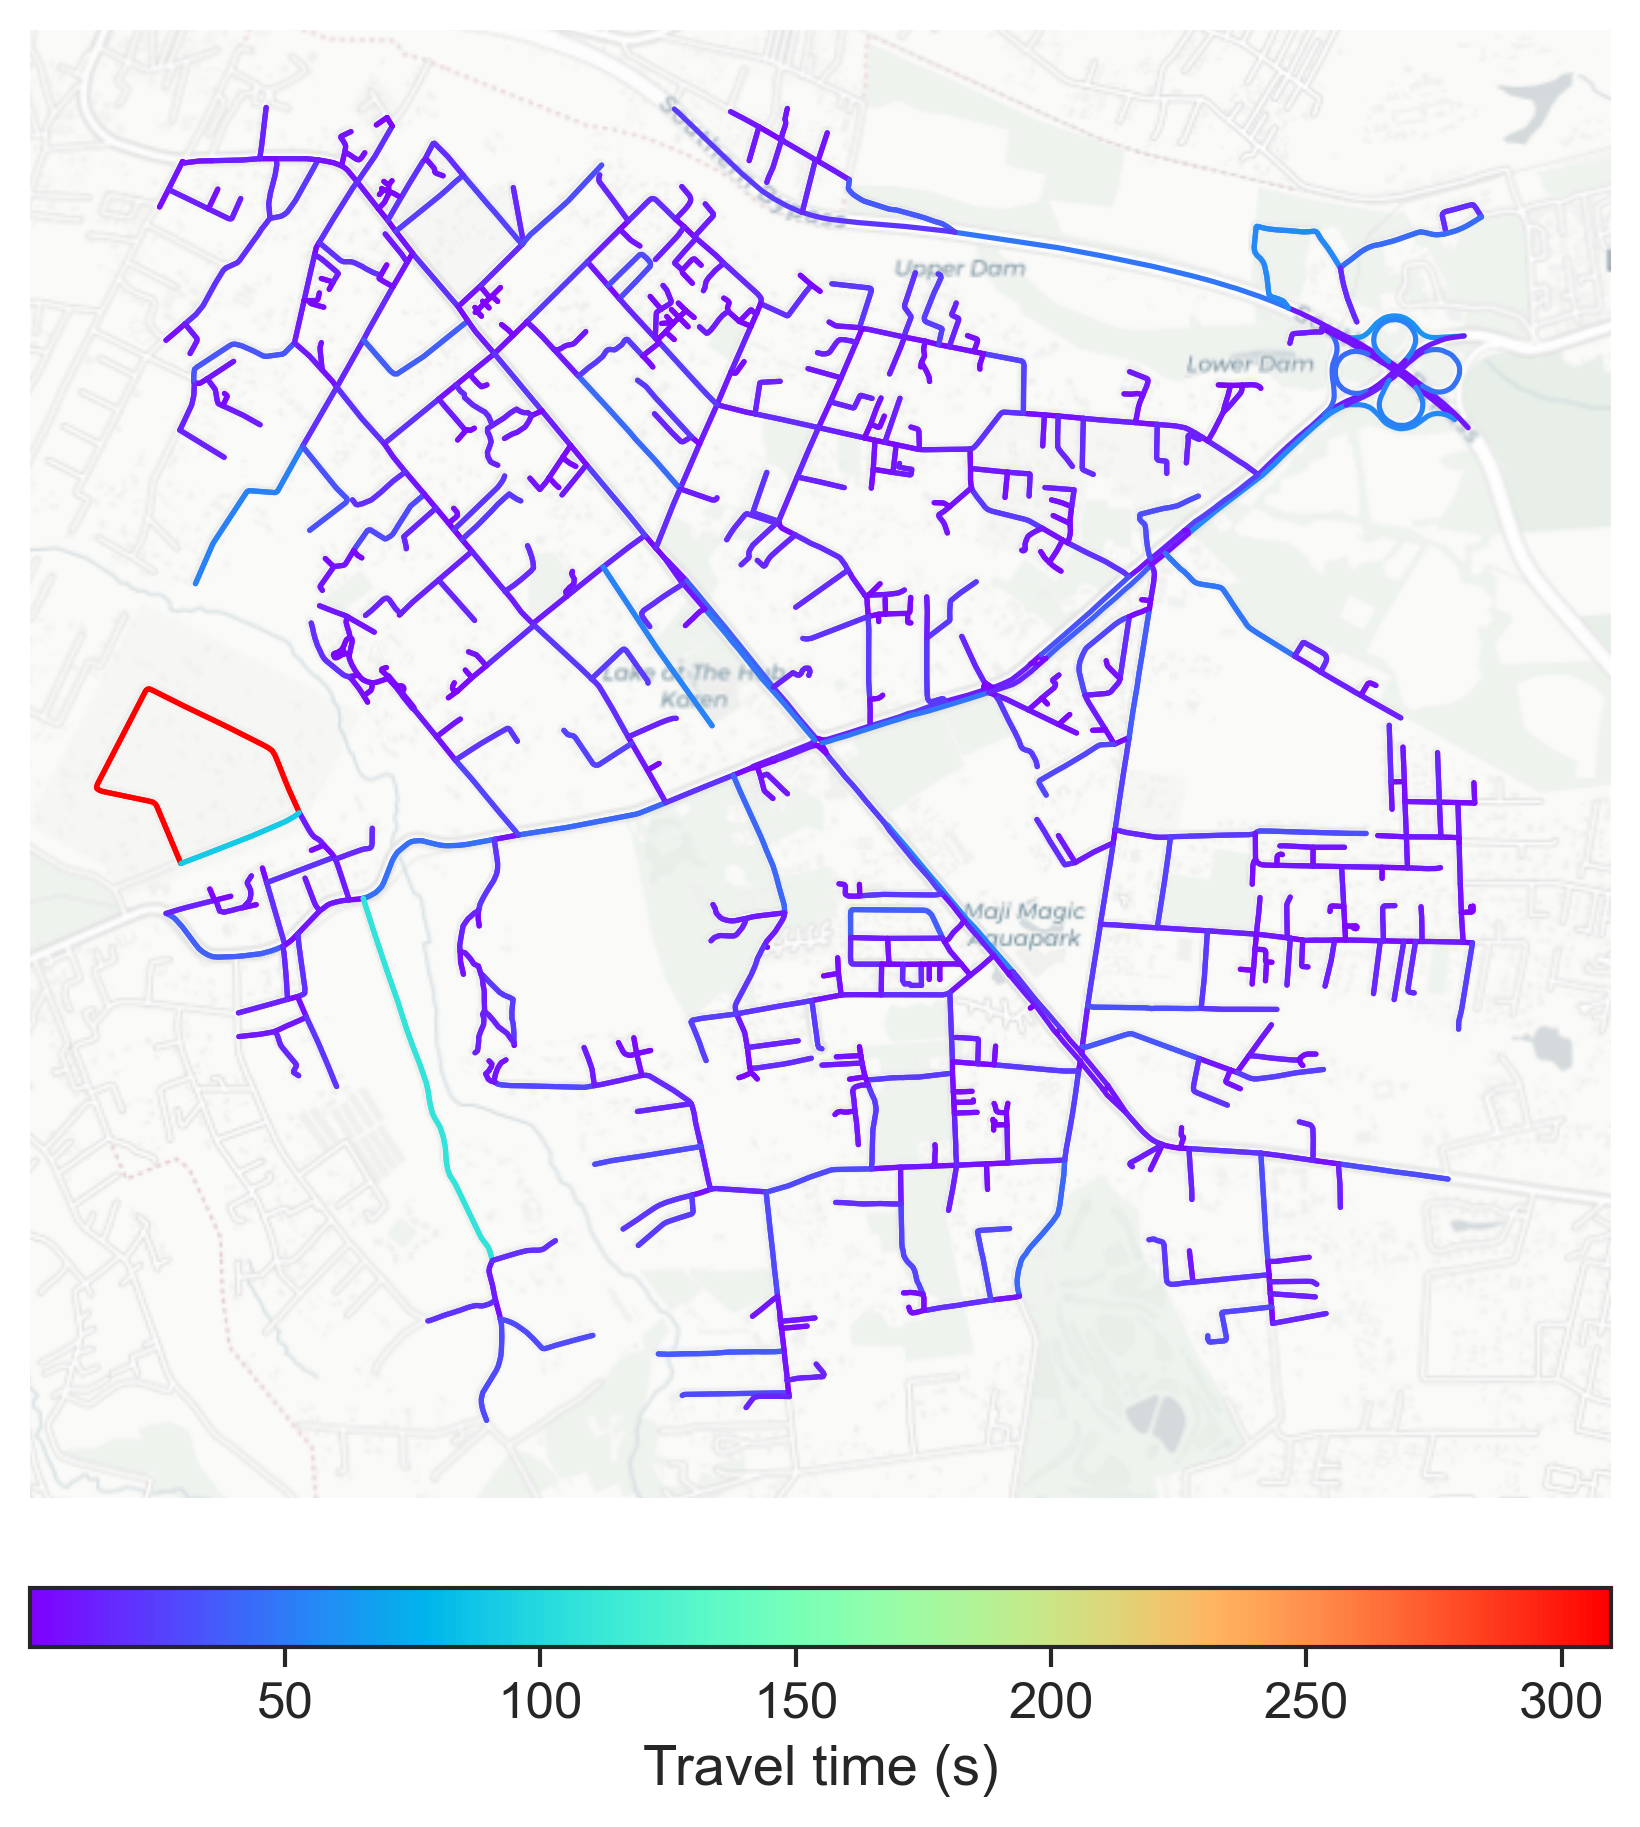 Southern Bypass
Upper Dam
Lower Dam
Lake at The Hub
Karen
Maji Magic
Aquapark
50
100
150
200
250
300
Travel time (s)